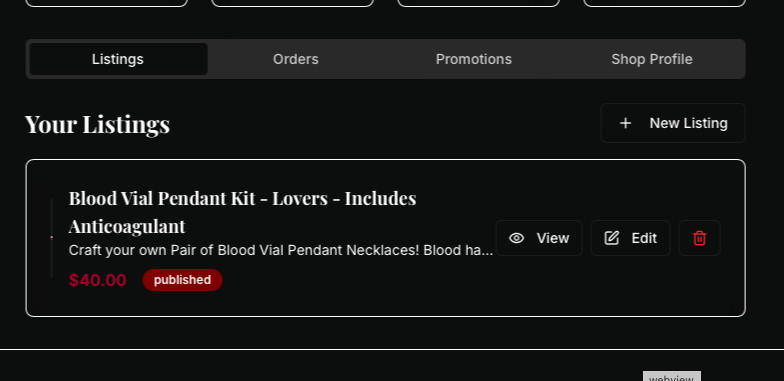 Listings
Orders
Promotions
Shop Profile
Your Listings
New Listing
Blood Vial Pendant Kit - Lovers - Includes
Anticoagulant
Craft your own Pair of Blood Vial Pendant Necklaces! Blood ha...
$40.00
published
View
Edit
webview